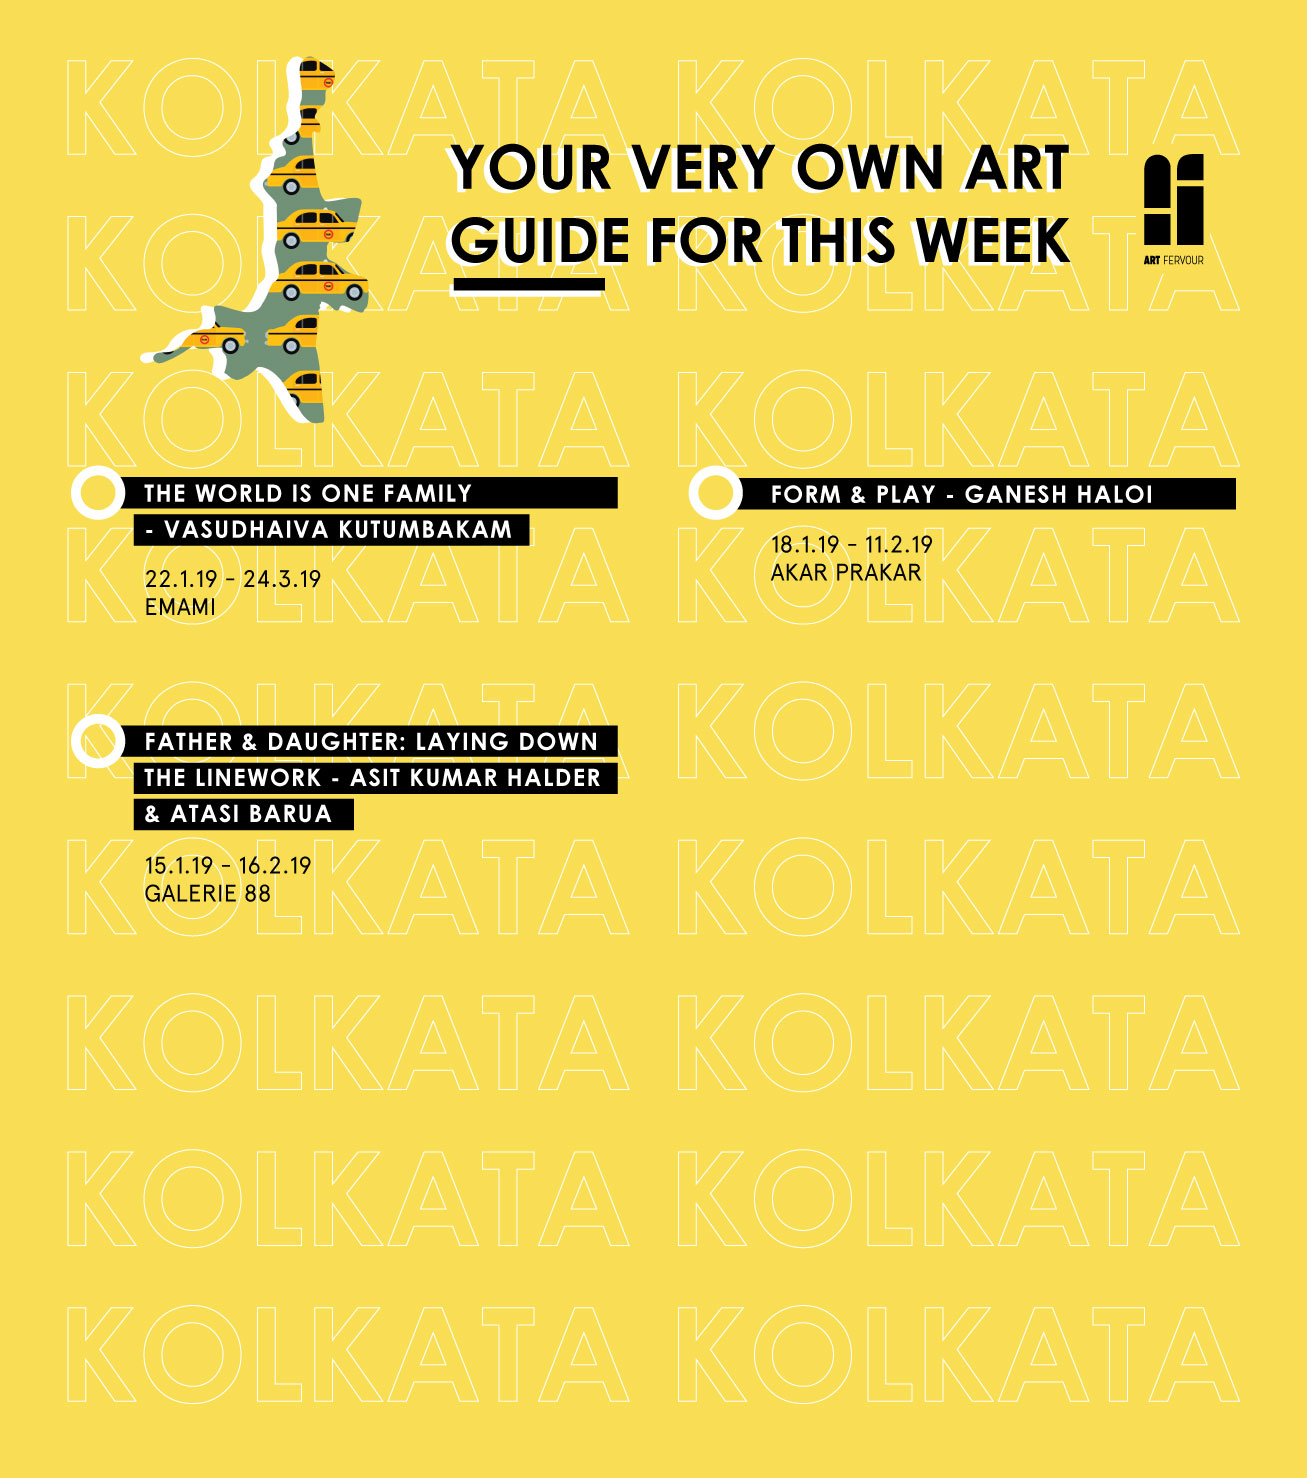 KOLKATA KOLKATA
YOUR VERY OWN ART
GUIDE FOR THIS WEEK
ART FERVOUR
KOLKATA KOLKATA
KOLKATA KOLKATA
THE WORLD IS ONE FAMILY
- VASUDHAIVA KUTUMBAKAM
22.1.19 - 24.3.19
EMAMI
FORM & PLAY - GANESH HALOI
18.1.19 - 11.2.19
AKAR PRAKAR
KOLKATA KOLKATA
KOLKATA KOLKATA
FATHER & DAUGHTER: LAYING DOWN
THE LINEWORK - ASIT KUMAR HALDER
& ATASI BARUA
15.1.19 - 16.2.19
GALERIE 88
KOLKATA KOLKATA
KOLKATA KOLKATA
KOLKATA KOLKATA
KOLKATA KOLKATA